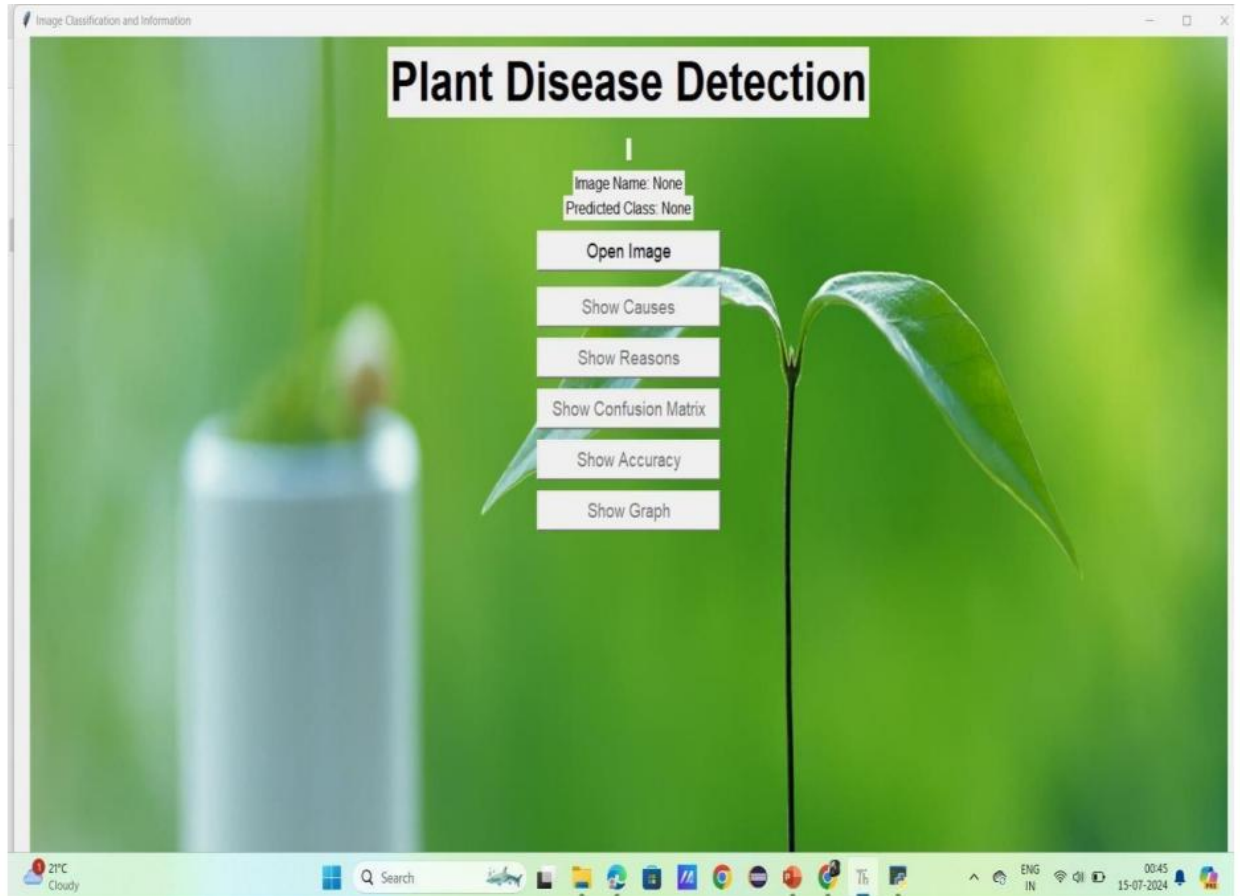 Image Classification and Information
Plant Disease Detection
Image Name: None
Predicted Class: None
Open Image
Show Causes
Show Reasons
Show Confusion Matrix
Show Accuracy
Show Graph
1
21°C
Cloudy
Search
ENG
IN
00:45
15-07-2024